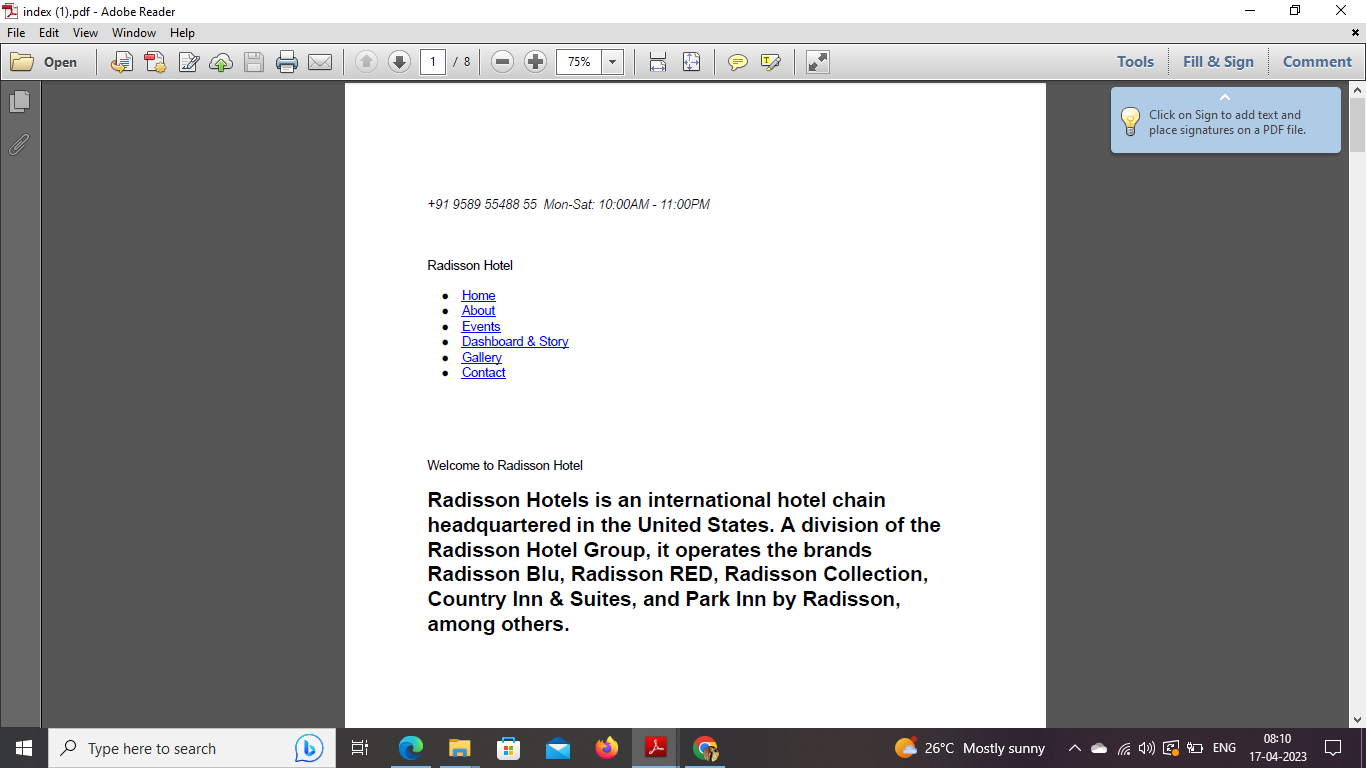 index (1).pdf - Adobe Reader
File Edit View Window Help
Open 1 / 8 75% Tools Fill & Sign Comment
Click on Sign to add text and
place signatures on a PDF file.
+91 9589 55488 55 Mon-Sat: 10:00AM - 11:00PM
Radisson Hotel
● Home
● About
● Events
● Dashboard & Story
● Gallery
● Contact
Welcome to Radisson Hotel
Radisson Hotels is an international hotel chain
headquartered in the United States. A division of the
Radisson Hotel Group, it operates the brands
Radisson Blu, Radisson RED, Radisson Collection,
Country Inn & Suites, and Park Inn by Radisson,
among others.
Type here to search
26°C Mostly sunny
ENG
08:10
17-04-2023